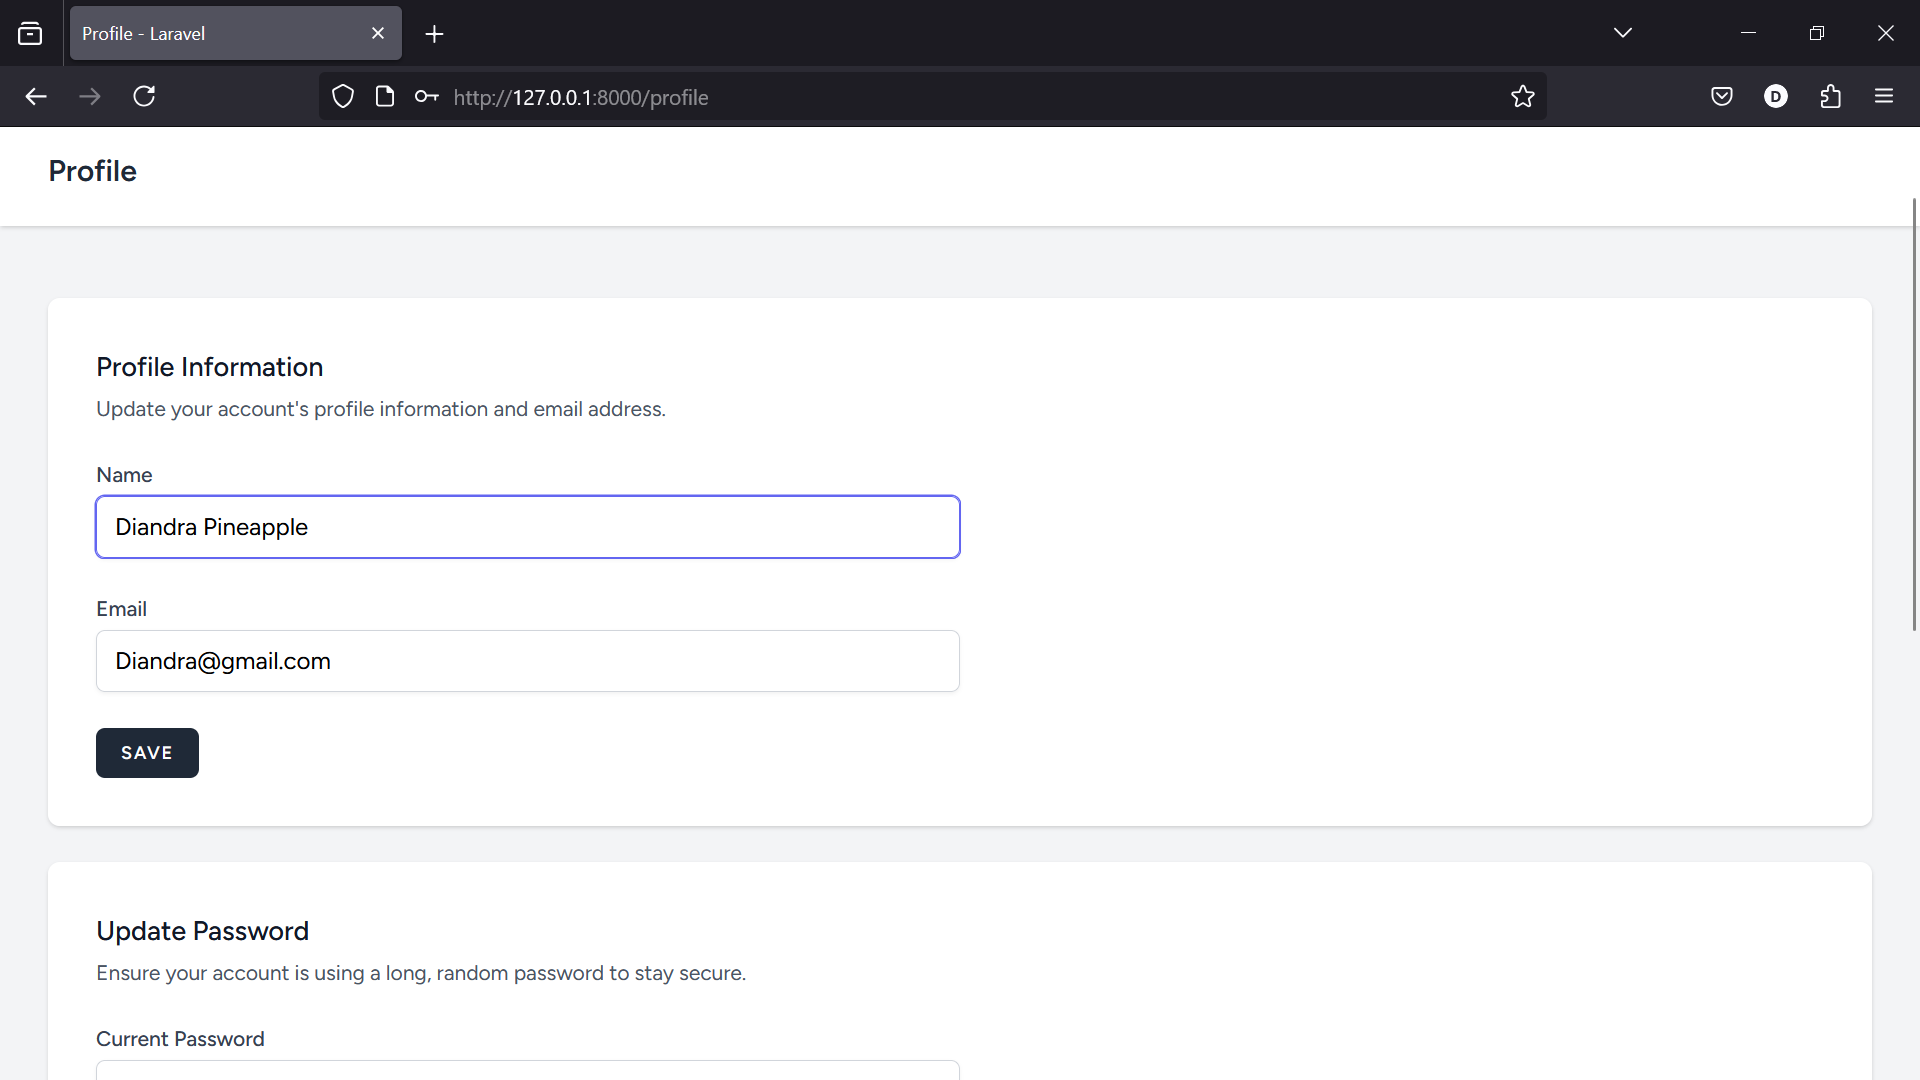 Profile - Laravel
http://127.0.0.1:8000/profile
D
Profile
Profile Information
Update your account's profile information and email address.
Name
Diandra Pineapple
Email
Diandra@gmail.com
SAVE
Update Password
Ensure your account is using a long, random password to stay secure.
Current Password